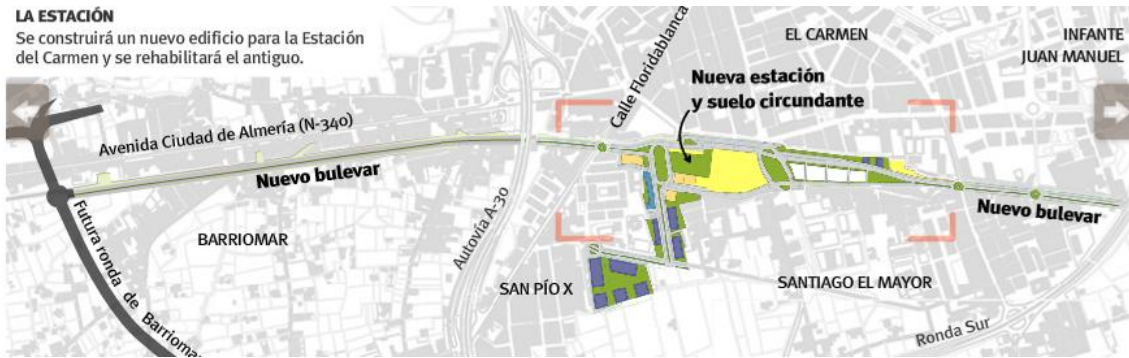 LA ESTACIÓN
Se construirá un nuevo edificio para la Estación
del Carmen y se rehabilitará el antiguo.
EL CARMEN
INFANTE
JUAN MANUEL
Calle Floridablanca
Nueva estación
y suelo circundante
Avenida Ciudad de Almería (N-340)
Nuevo bulevar
Futura ronda de Barriomar
BARRIOMAR
Autovía A-30
SAN PÍO X
SANTIAGO EL MAYOR
Nuevo bulevar
Ronda Sur